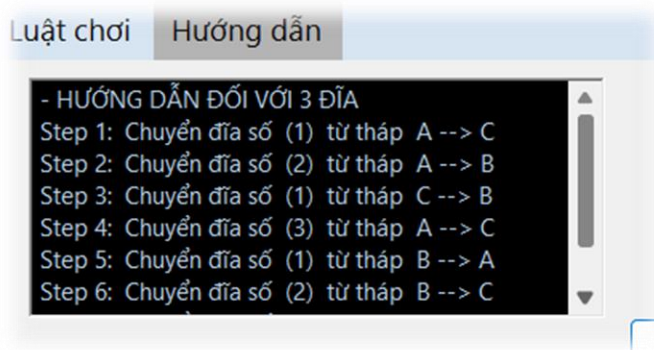 Luật chơi Hướng dẫn
- HƯỚNG DẪN ĐỐI VỚI 3 ĐĨA
Step 1: Chuyển đĩa số (1) từ tháp A --> C
Step 2: Chuyển đĩa số (2) từ tháp A --> B
Step 3: Chuyển đĩa số (1) từ tháp C --> B
Step 4: Chuyển đĩa số (3) từ tháp A --> C
Step 5: Chuyển đĩa số (1) từ tháp B --> A
Step 6: Chuyển đĩa số (2) từ tháp B --> C